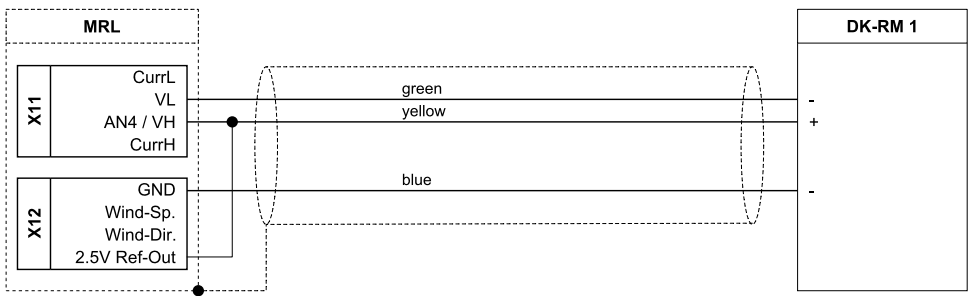 MRL
DK-RM 1
X11
CurrL
VL
AN4 / VH
CurrH
green
yellow
-
+
X12
GND
Wind-Sp.
Wind-Dir.
2.5V Ref-Out
blue
-